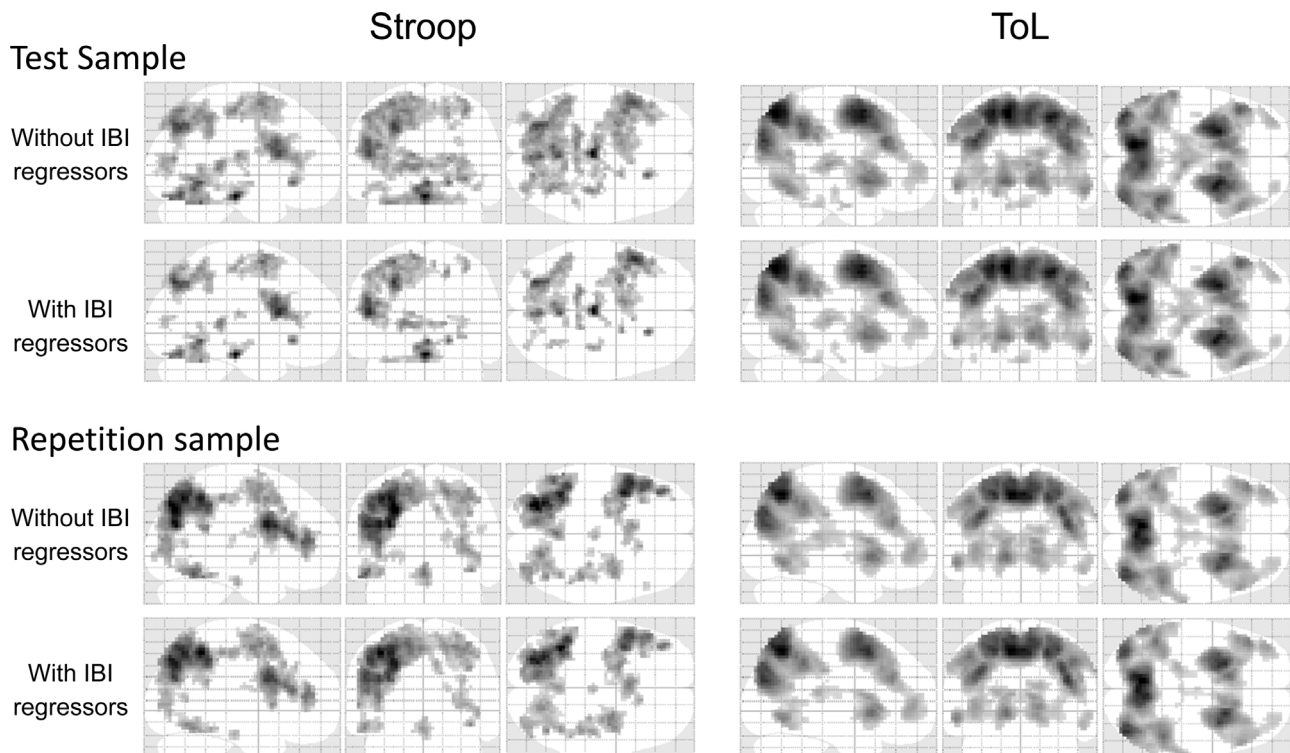 Stroop
ToL
Test Sample
Without IBI
regressors
With IBI
regressors
Repetition sample
Without IBI
regressors
With IBI
regressors